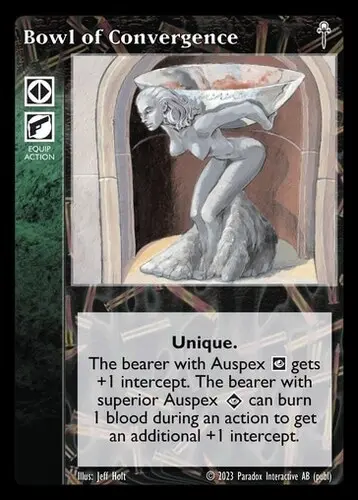 Bowl of Convergence
EQUIP
ACTION
Unique.
The bearer with Auspex gets
+1 intercept. The bearer with
superior Auspex can burn
1 blood during an action to get
an additional +1 intercept.
Illus: Jeff Holt © 2023 Paradox Interactive AB (publ)